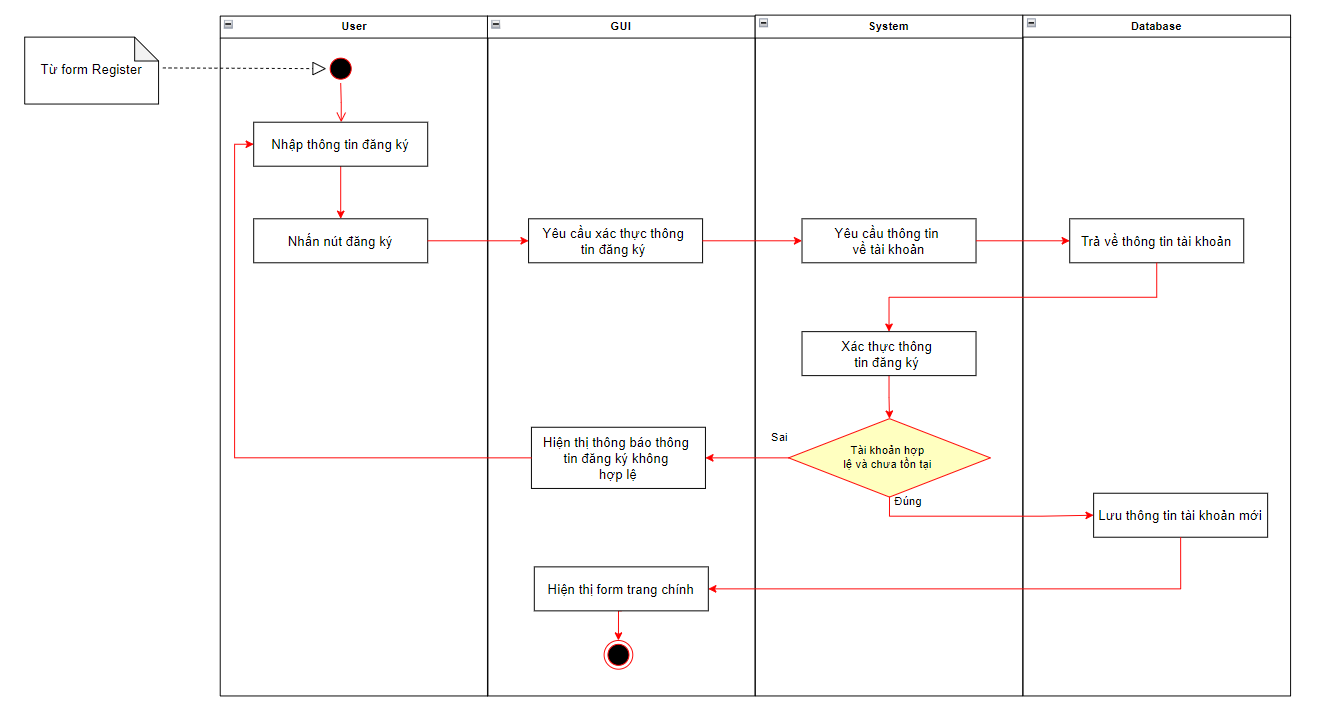 User
GUI
System
Database
Từ form Register
Nhập thông tin đăng ký
Nhấn nút đăng ký
Yêu cầu xác thực thông
tin đăng ký
Yêu cầu thông tin
về tài khoản
Trả về thông tin tài khoản
Xác thực thông
tin đăng ký
Sai
Hiện thị thông báo thông
tin đăng ký không
hợp lệ
Tài khoản hợp
lệ và chưa tồn tại
Đúng
Lưu thông tin tài khoản mới
Hiện thị form trang chính